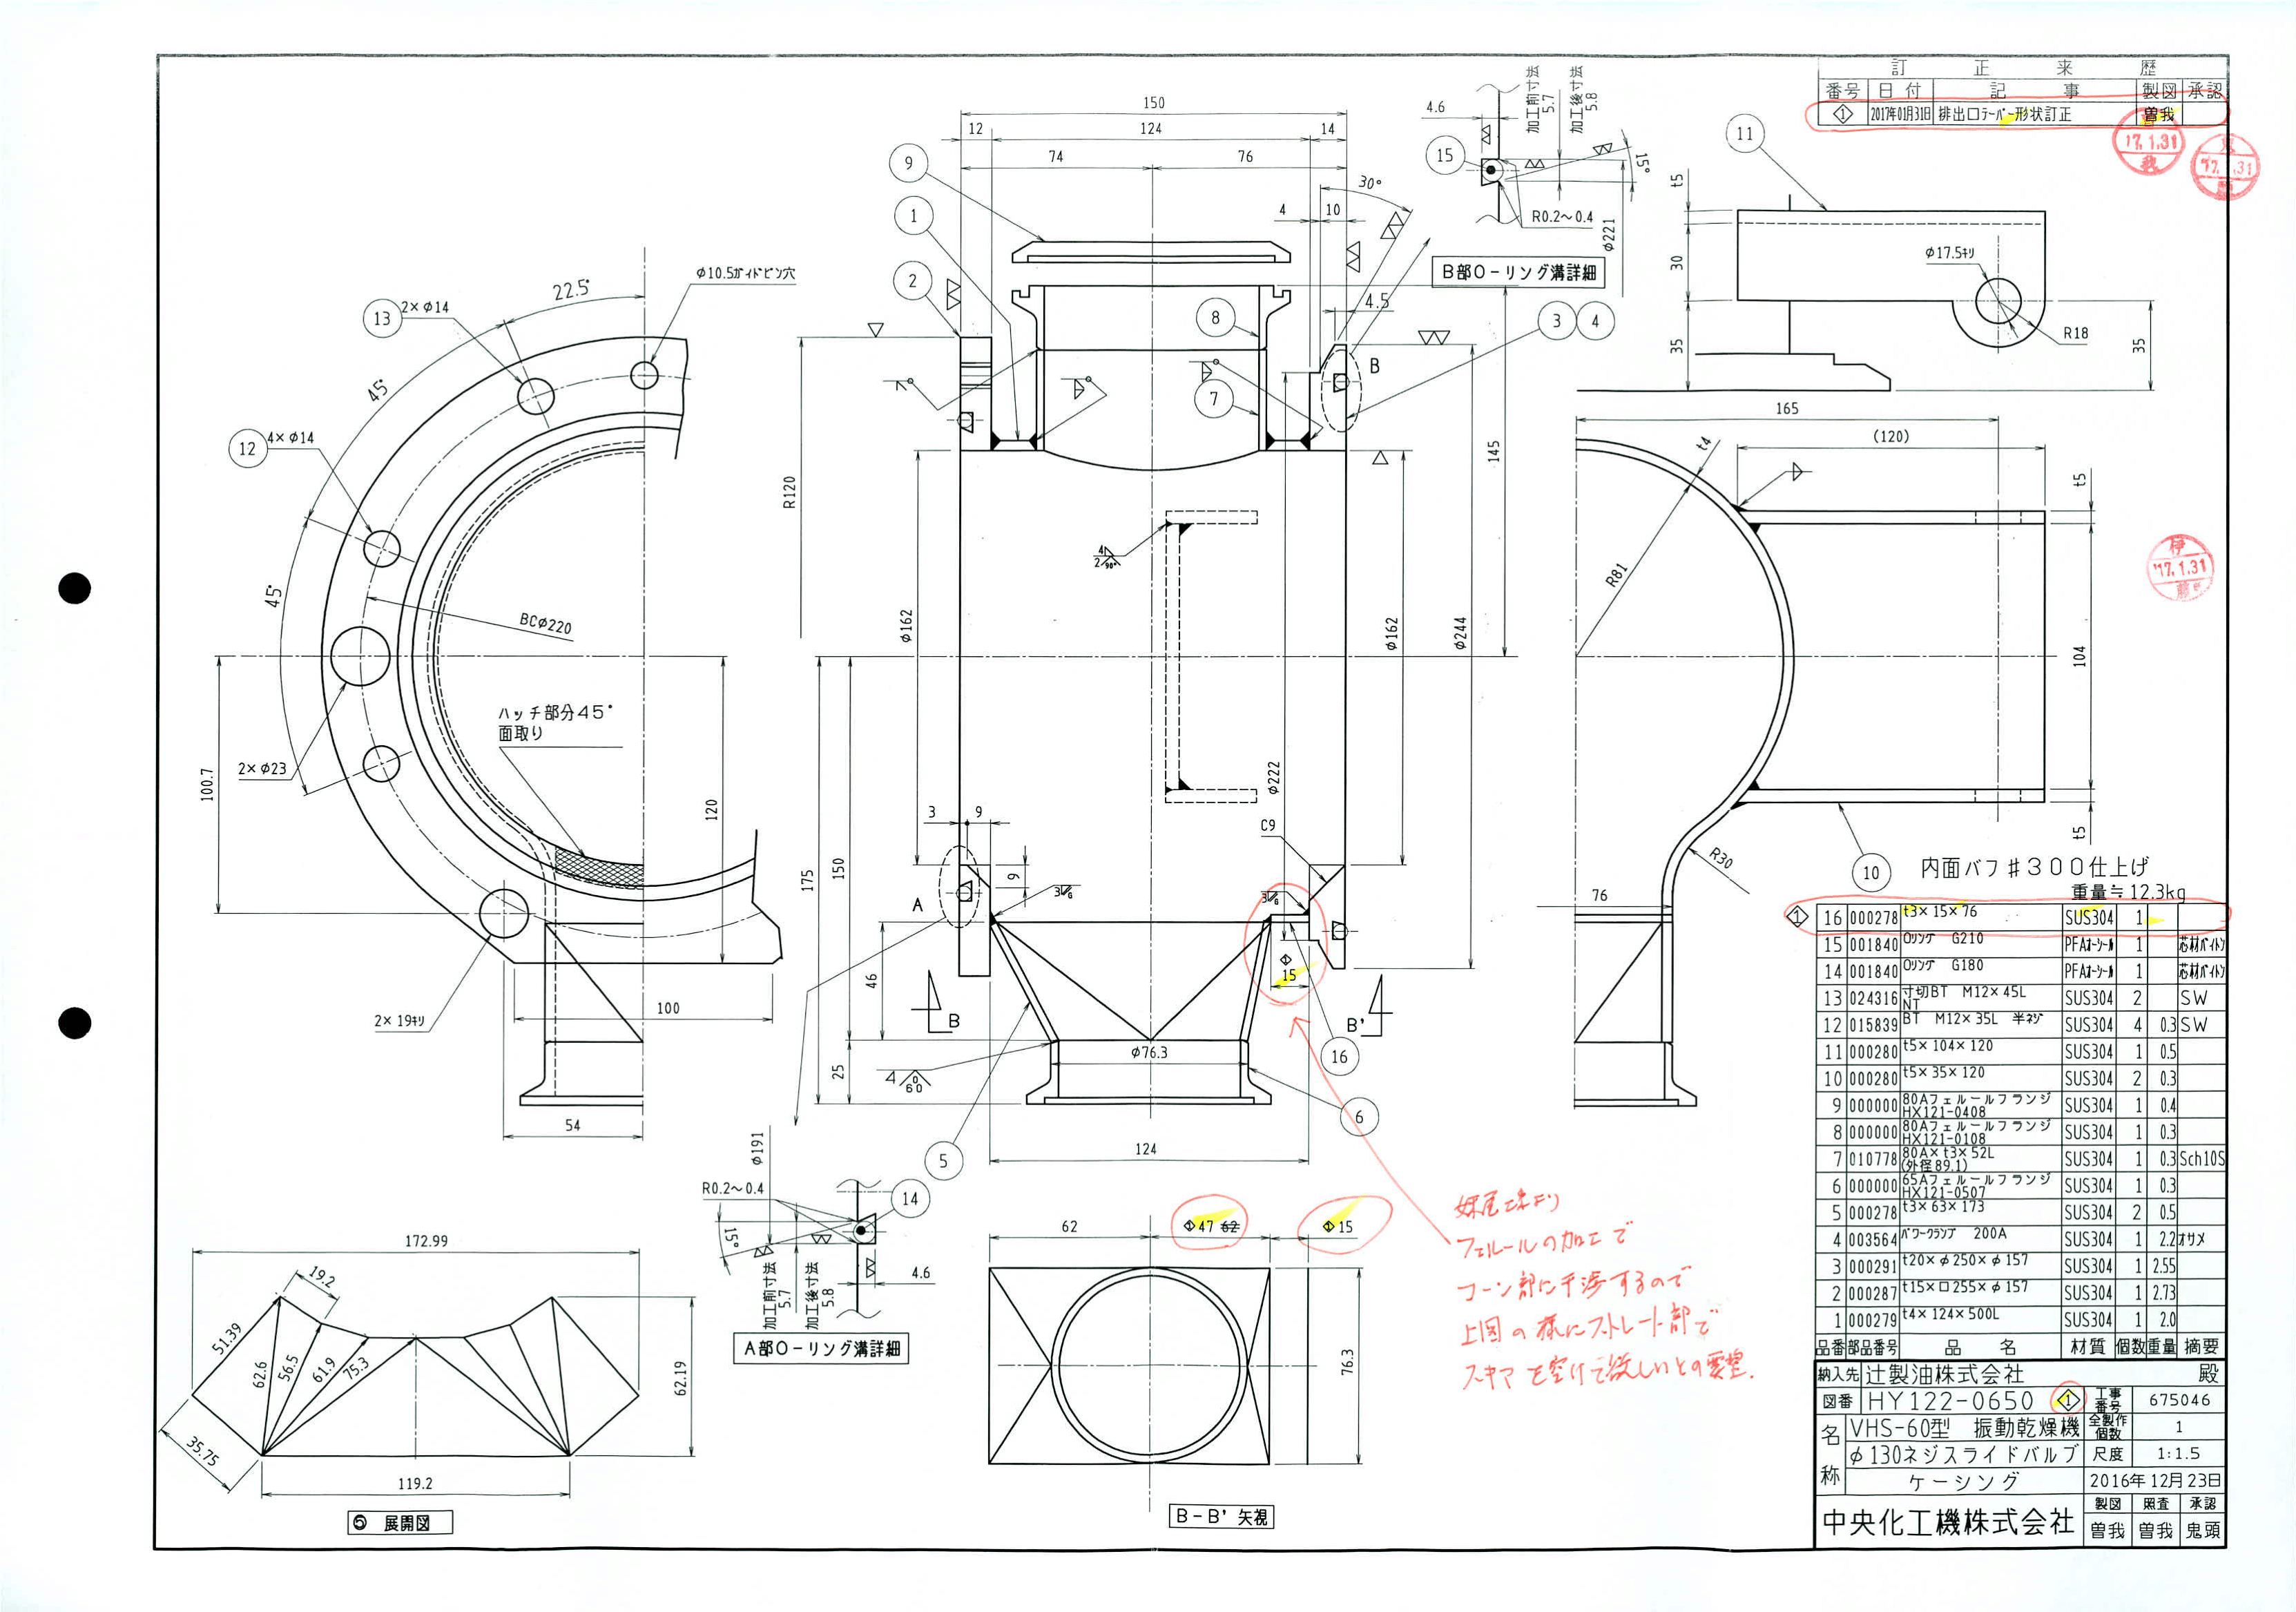 訂正来歴
番号 日付 記事 製図 承認
1 2017年01月31日 排出口テーパー形状訂正 曽我
17.1.31
'17.1.31
伊
'17.1.31
藤
150
12 124 14
74 76
9
1
2
13 2×φ14
22.5°
φ10.5ガイドピン穴
45°
12 4×φ14
45°
BCφ220
ハッチ部分45°
面取り
2×φ23
100.7
120
2×19キリ
100
54
R120
8
7
30°
4 10
4.5
3 4
B
145
φ162
φ162
φ244
φ222
4
2 90°
3 9
9
C9
A
175
150
46
25
3 6
3 6
1
15
B
B'
16
φ76.3
4 0 60
6
5
124
4.6
加工前寸法
5.7
加工後寸法
5.8
15
15°
R0.2~0.4
φ221
B部O-リング溝詳細
11
t5
30
35
φ17.5キリ
R18
35
165
t4
(120)
t5
R81
104
t5
R30
76
10
内面バフ#300仕上げ
重量≒12.3kg
φ191
R0.2~0.4
14
15°
加工前寸法
5.7
加工後寸法
5.8
4.6
A部O-リング溝詳細
172.99
19.2
51.39
62.6
56.5
61.9
75.3
62.19
35.75
119.2
5 展開図
62 1 47 62 1 15
76.3
B-B' 矢視
フェルールの加工で
コーン部に干渉するので
上図の様にストレート部で
スキマを空けて欲しいとの要望.
1 16 000278 t3×15×76 SUS304 1
15 001840 Oリング G210 PFAオーシール 1 芯材バイトン
14 001840 Oリング G180 PFAオーシール 1 芯材バイトン
13 024316 寸切BT M12×45L NT SUS304 2 SW
12 015839 BT M12×35L 半ネジ SUS304 4 0.3 SW
11 000280 t5×104×120 SUS304 1 0.5
10 000280 t5×35×120 SUS304 2 0.3
9 000000 80Aフェルールフランジ HX121-0408 SUS304 1 0.4
8 000000 80Aフェルールフランジ HX121-0108 SUS304 1 0.3
7 010778 80A×t3×52L (外径89.1) SUS304 1 0.3 Sch10S
6 000000 65Aフェルールフランジ HX121-0507 SUS304 1 0.3
5 000278 t3×63×173 SUS304 2 0.5
4 003564 パワークランプ 200A SUS304 1 2.2 オサメ
3 000291 t20×φ250×φ157 SUS304 1 2.55
2 000287 t15×□255×φ157 SUS304 1 2.73
1 000279 t4×124×500L SUS304 1 2.0
品番 部品番号 品名 材質 個数 重量 摘要
納入先 辻製油株式会社 殿
図番 HY122-0650 1 工事番号 675046
名称 VHS-60型 振動乾燥機 全製作個数 1
φ130ネジスライドバルブ 尺度 1:1.5
ケーシング 2016年12月23日
中央化工機株式会社 製図 照査 承認
曽我 曽我 鬼頭